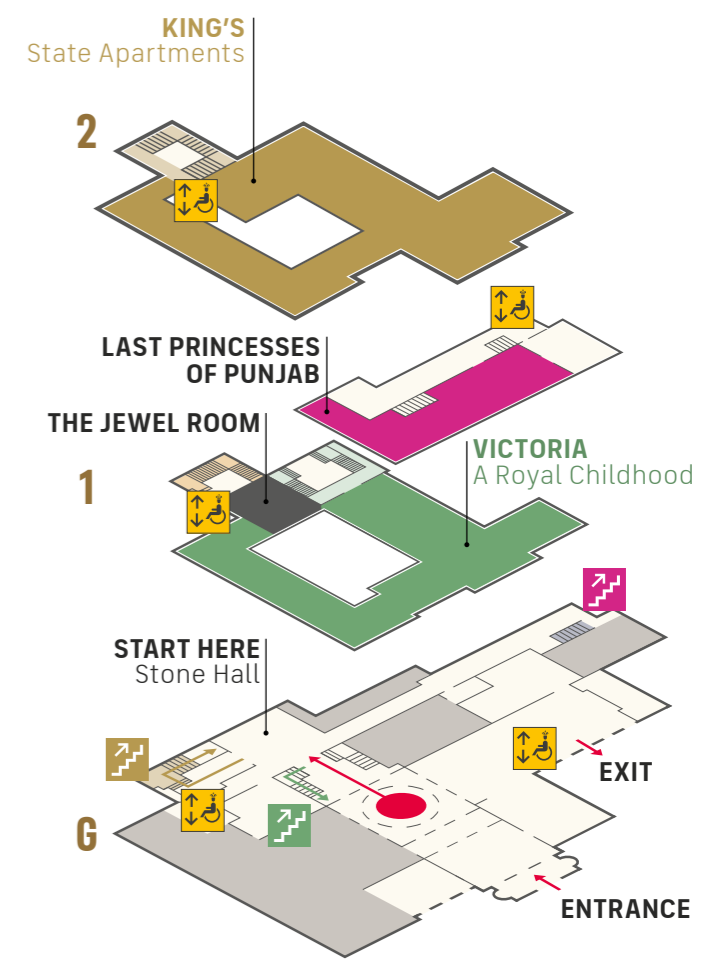 KING'S
State Apartments
2
LAST PRINCESSES
OF PUNJAB
THE JEWEL ROOM
VICTORIA
A Royal Childhood
1
START HERE
Stone Hall
EXIT
G
ENTRANCE